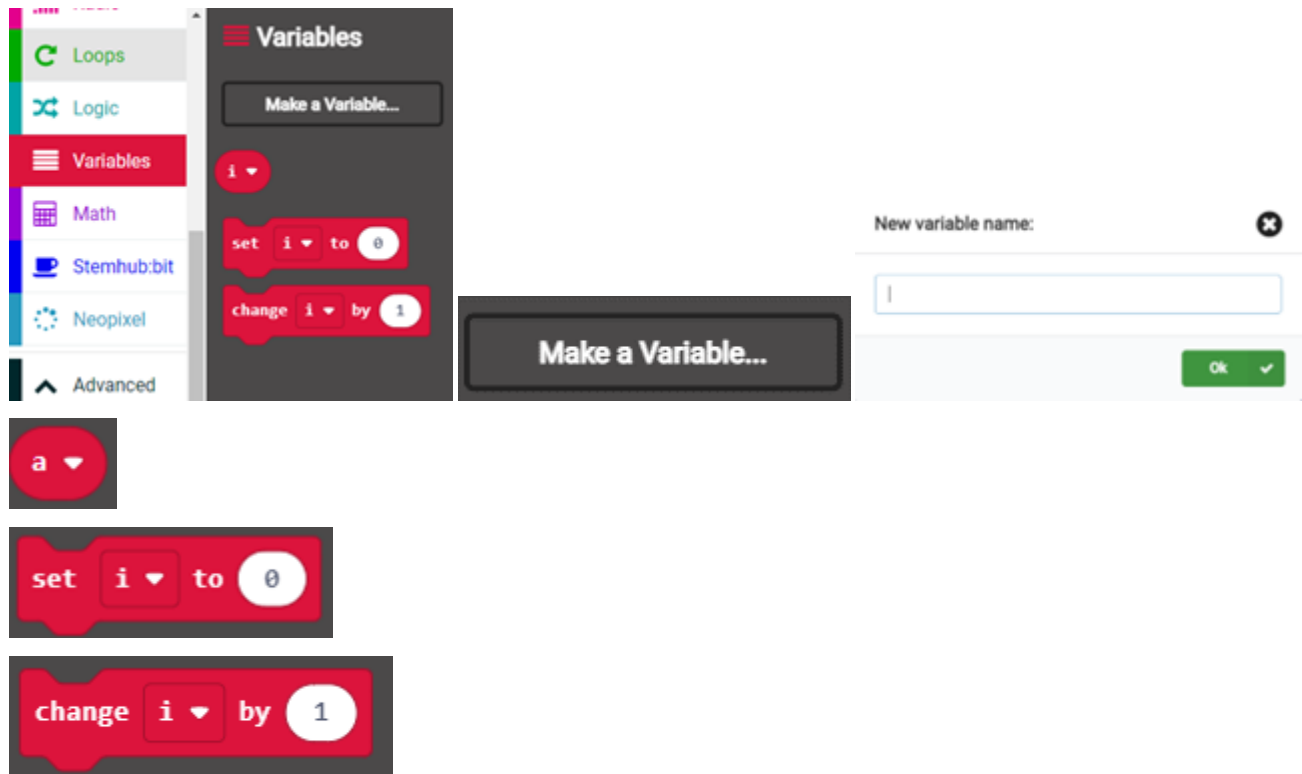 Loops
Logic
Variables
Math
Stemhub:bit
Neopixel
Advanced
Variables
Make a Variable...
i
set i to 0
change i by 1
Make a Variable...
New variable name:
Ok
a
set i to 0
change i by 1